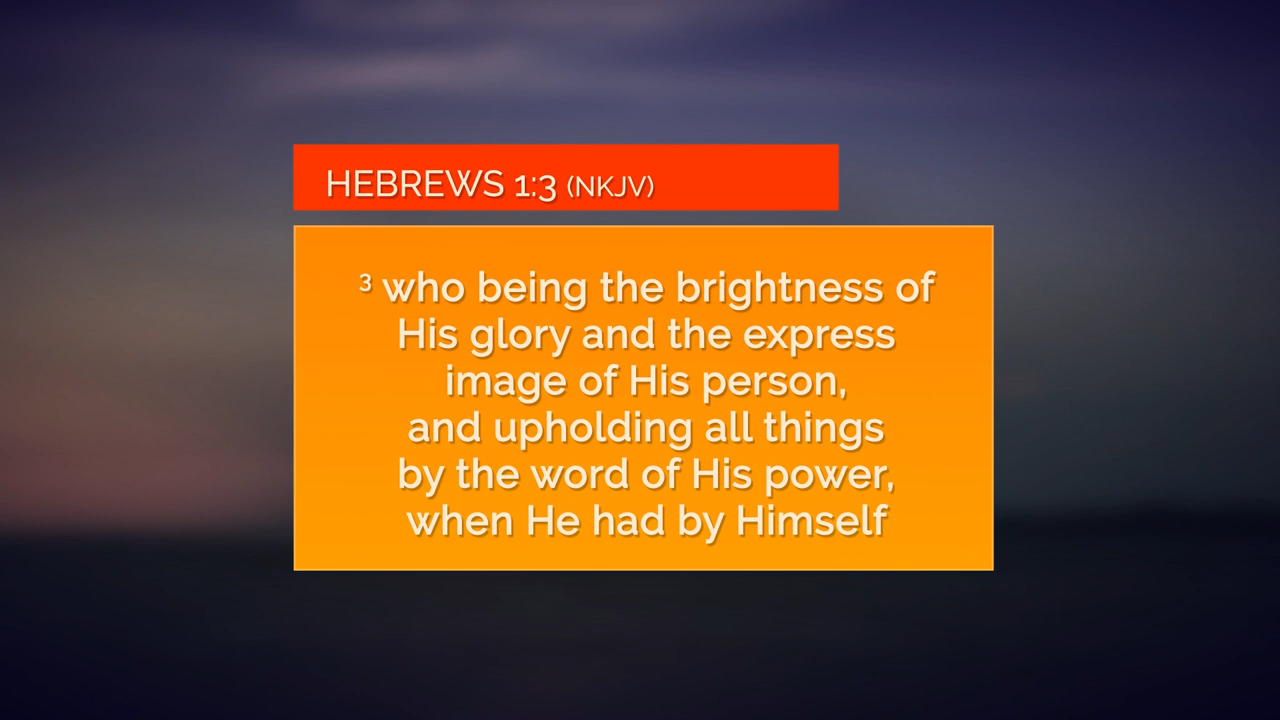 HEBREWS 1:3 (NKJV)
³ who being the brightness of
His glory and the express
image of His person,
and upholding all things
by the word of His power,
when He had by Himself